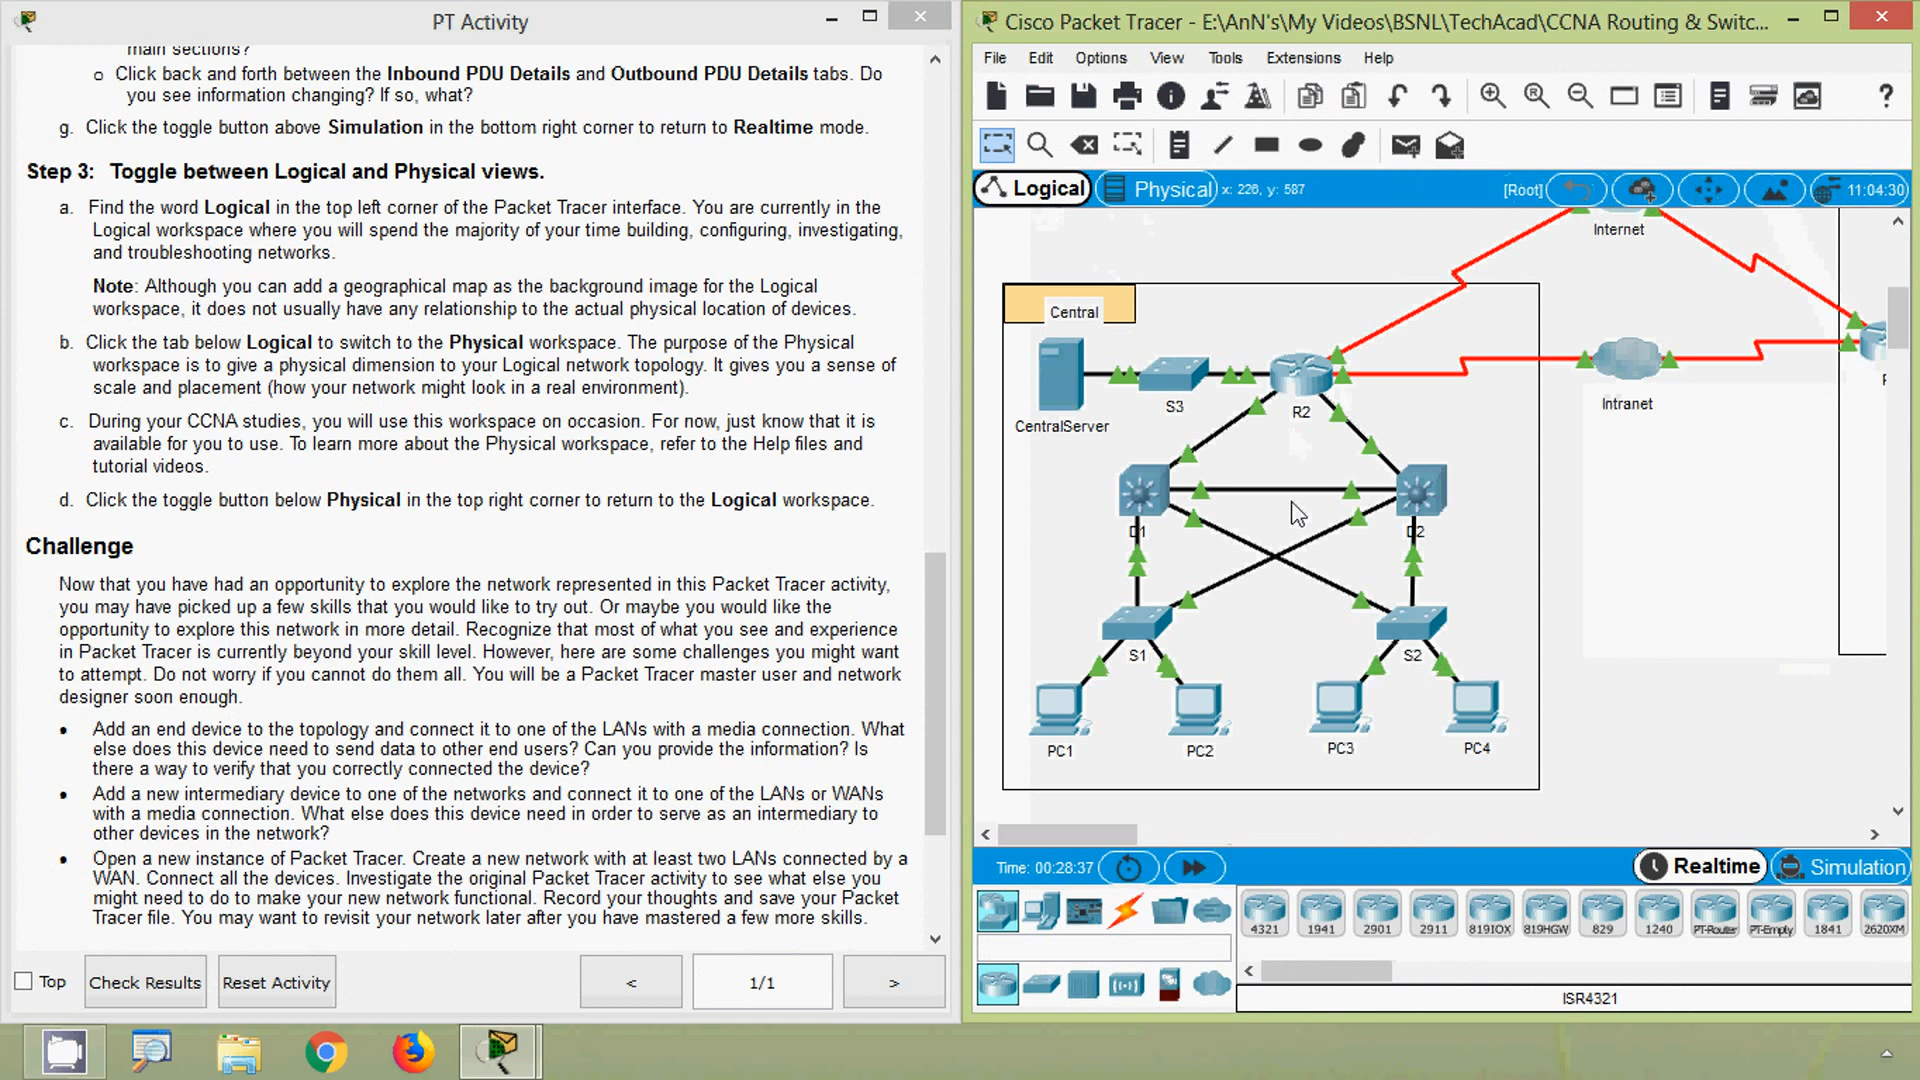 PT Activity
main sections?
o Click back and forth between the Inbound PDU Details and Outbound PDU Details tabs. Do
you see information changing? If so, what?
g. Click the toggle button above Simulation in the bottom right corner to return to Realtime mode.
Step 3: Toggle between Logical and Physical views.
a. Find the word Logical in the top left corner of the Packet Tracer interface. You are currently in the
Logical workspace where you will spend the majority of your time building, configuring, investigating,
and troubleshooting networks.
Note: Although you can add a geographical map as the background image for the Logical
workspace, it does not usually have any relationship to the actual physical location of devices.
b. Click the tab below Logical to switch to the Physical workspace. The purpose of the Physical
workspace is to give a physical dimension to your Logical network topology. It gives you a sense of
scale and placement (how your network might look in a real environment).
c. During your CCNA studies, you will use this workspace on occasion. For now, just know that it is
available for you to use. To learn more about the Physical workspace, refer to the Help files and
tutorial videos.
d. Click the toggle button below Physical in the top right corner to return to the Logical workspace.
Challenge
Now that you have had an opportunity to explore the network represented in this Packet Tracer activity,
you may have picked up a few skills that you would like to try out. Or maybe you would like the
opportunity to explore this network in more detail. Recognize that most of what you see and experience
in Packet Tracer is currently beyond your skill level. However, here are some challenges you might want
to attempt. Do not worry if you cannot do them all. You will be a Packet Tracer master user and network
designer soon enough.
• Add an end device to the topology and connect it to one of the LANs with a media connection. What
else does this device need to send data to other end users? Can you provide the information? Is
there a way to verify that you correctly connected the device?
• Add a new intermediary device to one of the networks and connect it to one of the LANs or WANs
with a media connection. What else does this device need in order to serve as an intermediary to
other devices in the network?
• Open a new instance of Packet Tracer. Create a new network with at least two LANs connected by a
WAN. Connect all the devices. Investigate the original Packet Tracer activity to see what else you
might need to do to make your new network functional. Record your thoughts and save your Packet
Tracer file. You may want to revisit your network later after you have mastered a few more skills.
Top Check Results Reset Activity < 1/1 >
Cisco Packet Tracer - E:\AnN's\My Videos\BSNL\TechAcad\CCNA Routing & Switc...
File Edit Options View Tools Extensions Help
Logical Physical x: 226, y: 587 [Root] 11:04:30
Internet
Central
CentralServer
S3
R2
Intranet
D2
S1
S2
PC1
PC2
PC3
PC4
Time: 00:28:37 Realtime Simulation
4321 1941 2901 2911 819IOX 819HGW 829 1240 PT-Router PT-Empty 1841 2620XM
ISR4321